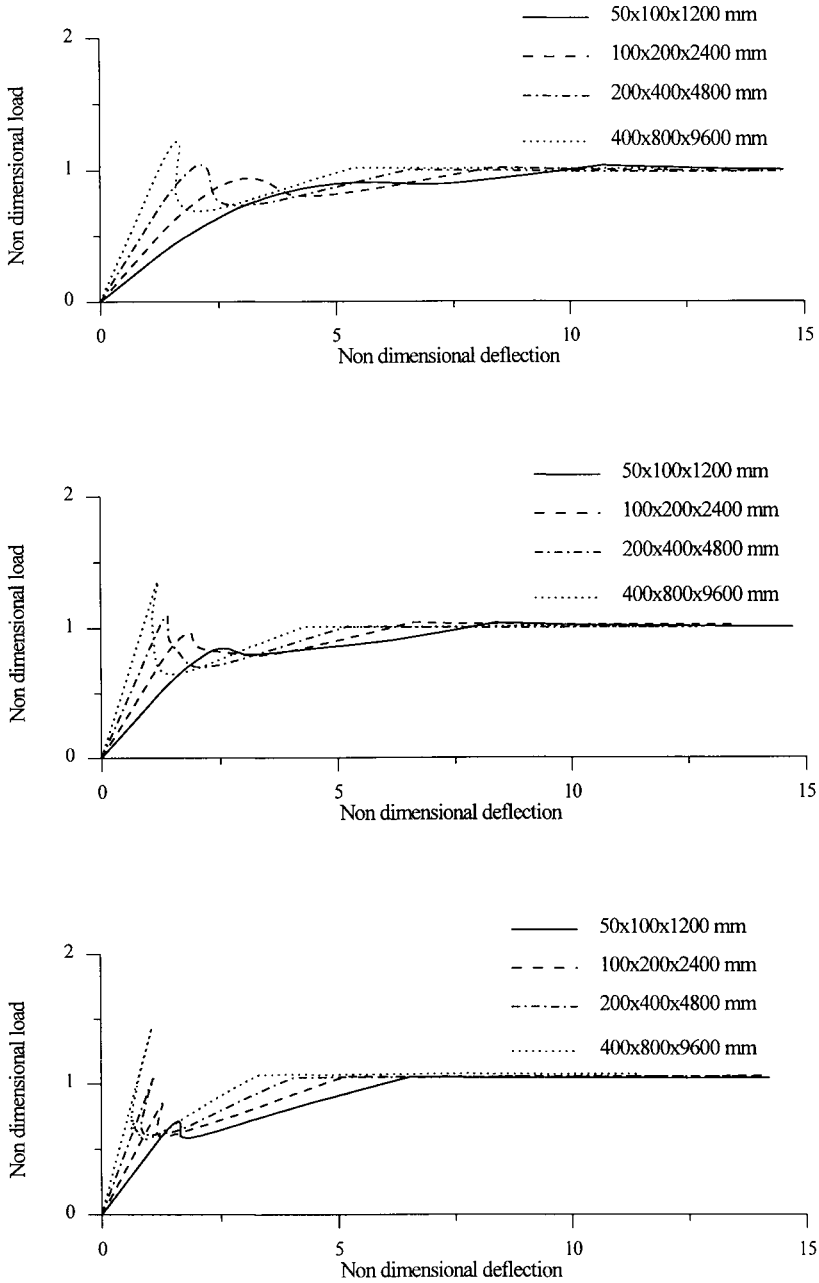 50x100x1200 mm
100x200x2400 mm
200x400x4800 mm
400x800x9600 mm
2
1
0
Non dimensional load
0
5
10
15
Non dimensional deflection
50x100x1200 mm
100x200x2400 mm
200x400x4800 mm
400x800x9600 mm
2
1
0
Non dimensional load
0
5
10
15
Non dimensional deflection
50x100x1200 mm
100x200x2400 mm
200x400x4800 mm
400x800x9600 mm
2
1
0
Non dimensional load
0
5
10
15
Non dimensional deflection